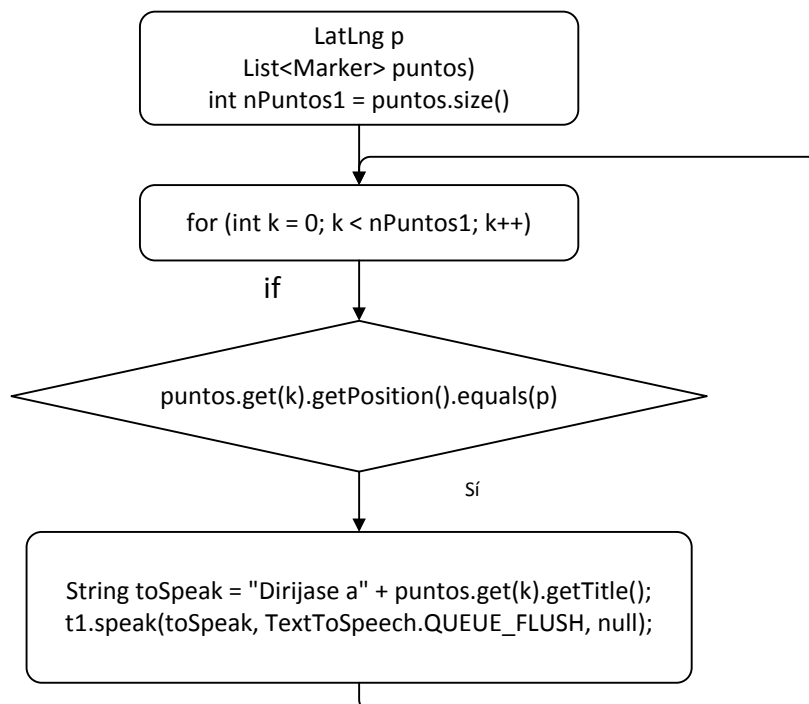 LatLng p
List<Marker> puntos)
int nPuntos1 = puntos.size()
for (int k = 0; k < nPuntos1; k++)
if
puntos.get(k).getPosition().equals(p)
Sí
String toSpeak = "Dirijase a" + puntos.get(k).getTitle();
t1.speak(toSpeak, TextToSpeech.QUEUE_FLUSH, null);